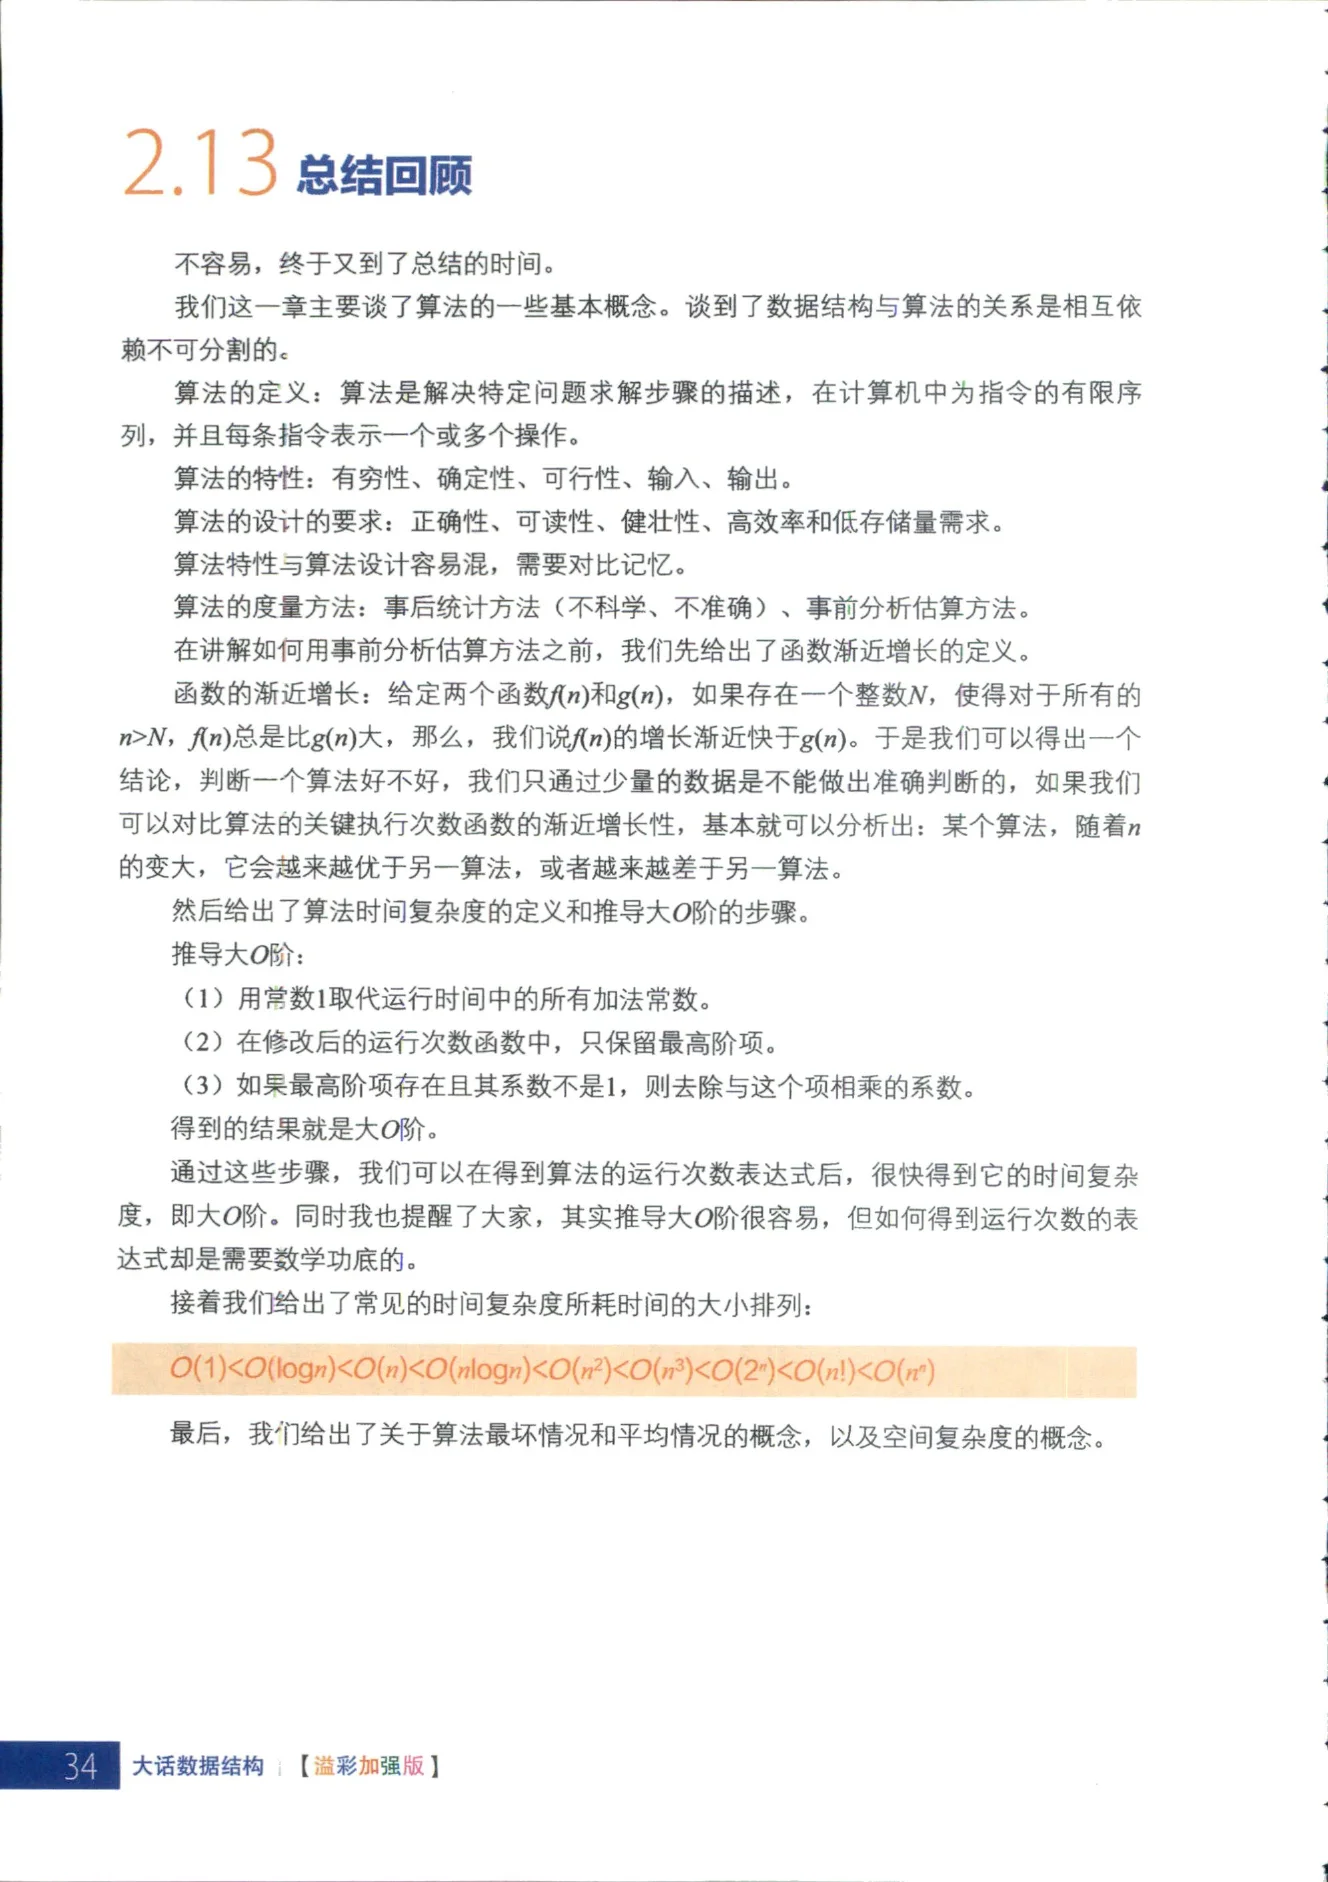 2.13 总结回顾
不容易，终于又到了总结的时间。
我们这一章主要谈了算法的一些基本概念。谈到了数据结构与算法的关系是相互依
赖不可分割的。
算法的定义：算法是解决特定问题求解步骤的描述，在计算机中为指令的有限序
列，并且每条指令表示一个或多个操作。
算法的特性：有穷性、确定性、可行性、输入、输出。
算法的设计的要求：正确性、可读性、健壮性、高效率和低存储量需求。
算法特性与算法设计容易混，需要对比记忆。
算法的度量方法：事后统计方法（不科学、不准确）、事前分析估算方法。
在讲解如何用事前分析估算方法之前，我们先给出了函数渐近增长的定义。
函数的渐近增长：给定两个函数f(n)和g(n)，如果存在一个整数N，使得对于所有的
n>N，f(n)总是比g(n)大，那么，我们说f(n)的增长渐近快于g(n)。于是我们可以得出一个
结论，判断一个算法好不好，我们只通过少量的数据是不能做出准确判断的，如果我们
可以对比算法的关键执行次数函数的渐近增长性，基本就可以分析出：某个算法，随着n
的变大，它会越来越优于另一算法，或者越来越差于另一算法。
然后给出了算法时间复杂度的定义和推导大O阶的步骤。
推导大O阶：
（1）用常数1取代运行时间中的所有加法常数。
（2）在修改后的运行次数函数中，只保留最高阶项。
（3）如果最高阶项存在且其系数不是1，则去除与这个项相乘的系数。
得到的结果就是大O阶。
通过这些步骤，我们可以在得到算法的运行次数表达式后，很快得到它的时间复杂
度，即大O阶。同时我也提醒了大家，其实推导大O阶很容易，但如何得到运行次数的表
达式却是需要数学功底的。
接着我们给出了常见的时间复杂度所耗时间的大小排列：
O(1)<O(logn)<O(n)<O(nlogn)<O(n²)<O(n³)<O(2ⁿ)<O(n!)<O(nⁿ)
最后，我们给出了关于算法最坏情况和平均情况的概念，以及空间复杂度的概念。
34 大话数据结构 | 【溢彩加强版】